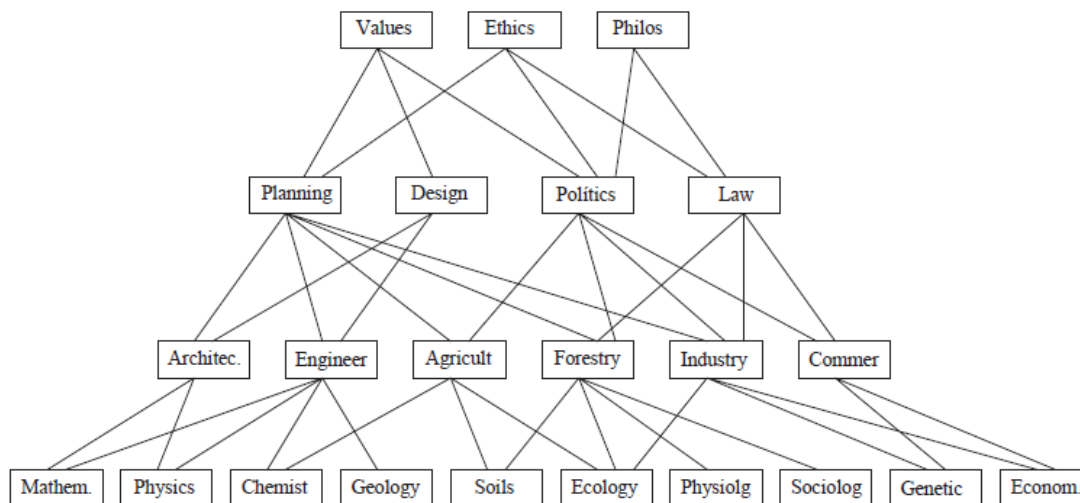 Values
Ethics
Philos
Planning
Design
Polítics
Law
Architec.
Engineer
Agricult
Forestry
Industry
Commer
Mathem.
Physics
Chemist
Geology
Soils
Ecology
Physiolg
Sociolog
Genetic
Econom